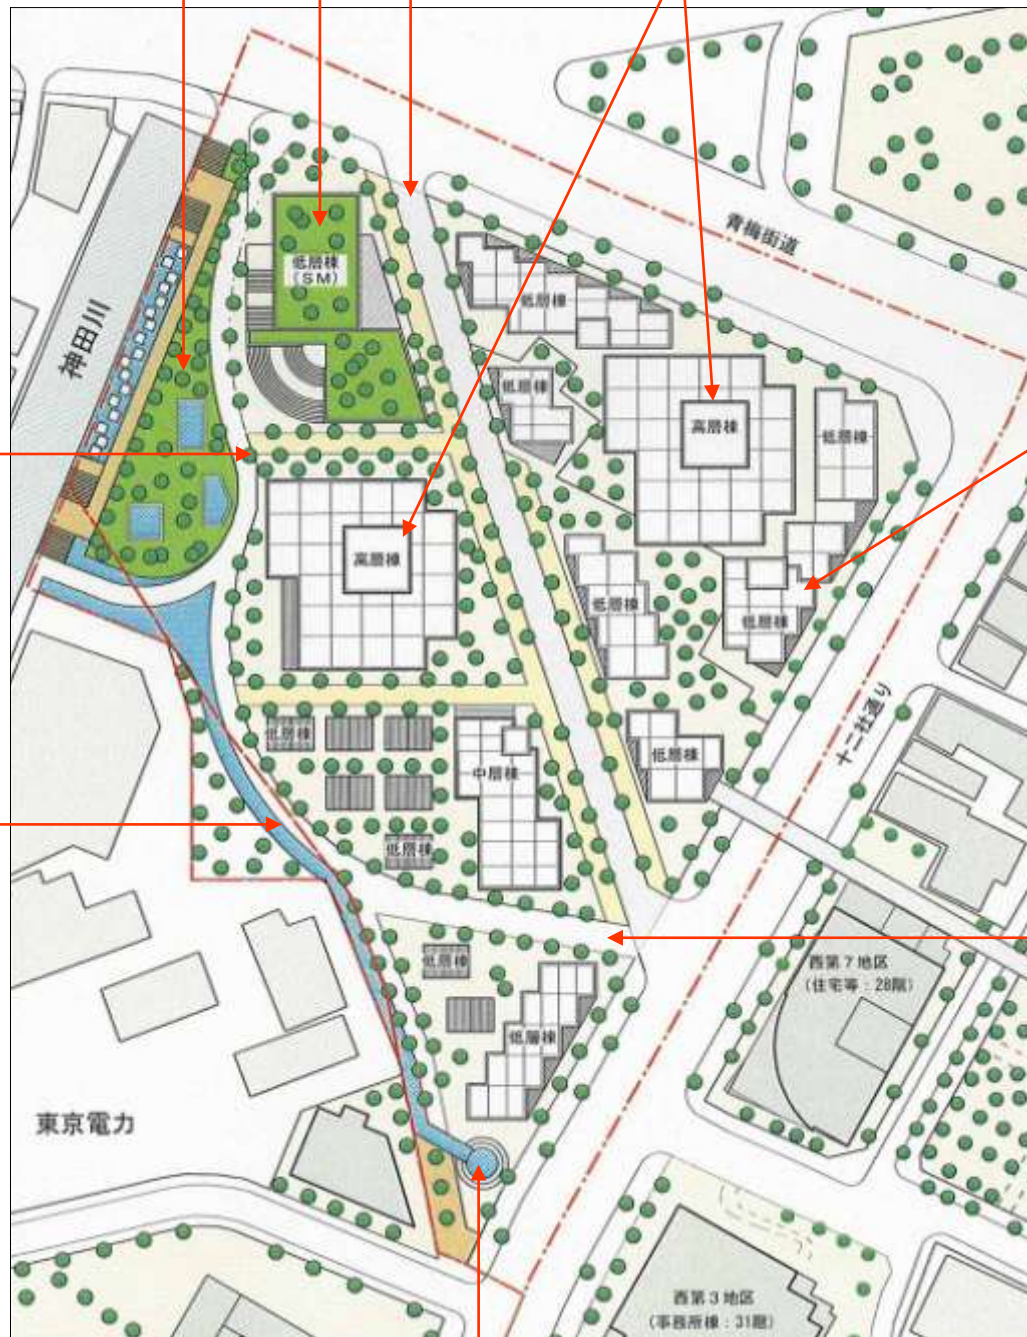 青梅街道
低層棟
(SM)
低層棟
神田川
低層棟
高層棟
低層棟
高層棟
低層棟
低層棟
十二社通り
低層棟
低層棟
中層棟
低層棟
低層棟
低層棟
西第7地区
(住宅等:28階)
東京電力
西第3地区
(事務所棟:31階)